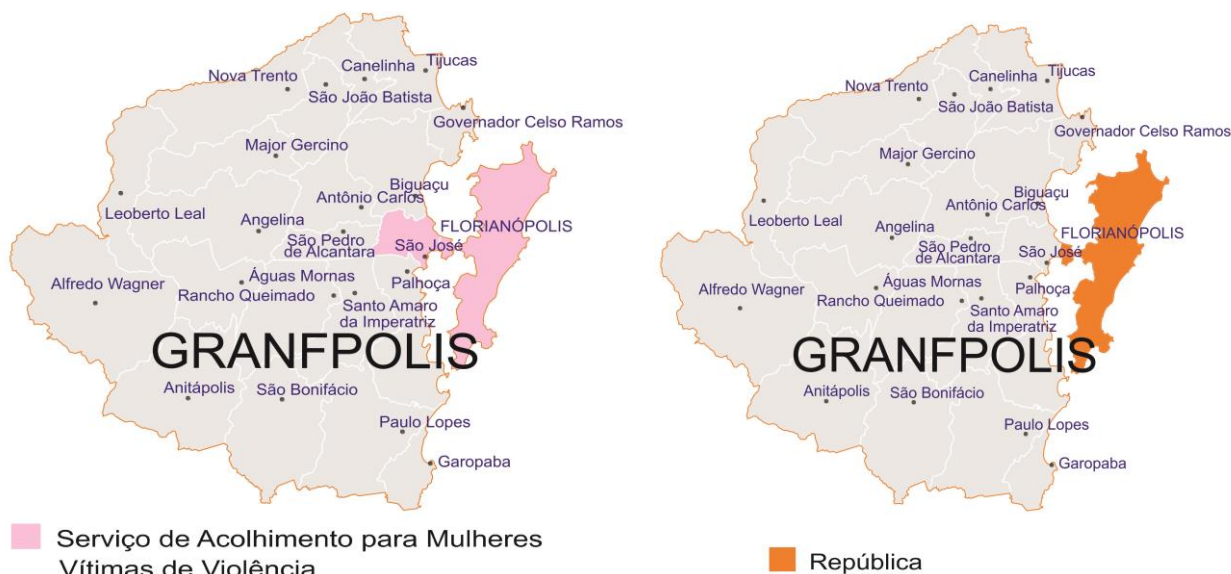 Nova Trento
Canelinha
Tijucas
São João Batista
Governador Celso Ramos
Major Gercino
Biguaçu
Antônio Carlos
Leoberto Leal
Angelina
FLORIANÓPOLIS
São Pedro
de Alcantara
São José
Águas Mornas
Palhoça
Alfredo Wagner
Rancho Queimado
Santo Amaro
da Imperatriz
GRANFPOLIS
Anitápolis
São Bonifácio
Paulo Lopes
Garopaba
Serviço de Acolhimento para Mulheres
Vítimas de Violência
Nova Trento
Canelinha
Tijucas
São João Batista
Governador Celso Ramos
Major Gercino
Biguaçu
Antônio Carlos
Leoberto Leal
Angelina
FLORIANÓPOLIS
São Pedro
de Alcantara
São José
Águas Mornas
Palhoça
Alfredo Wagner
Rancho Queimado
Santo Amaro
da Imperatriz
GRANFPOLIS
Anitápolis
São Bonifácio
Paulo Lopes
Garopaba
República